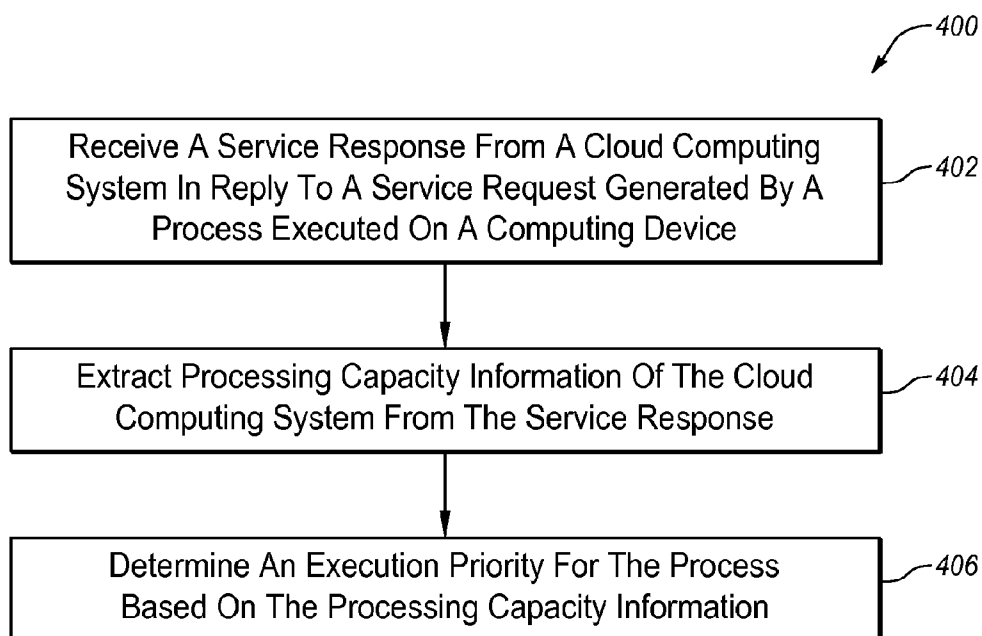 400
Receive A Service Response From A Cloud Computing
System In Reply To A Service Request Generated By A
Process Executed On A Computing Device
402
Extract Processing Capacity Information Of The Cloud
Computing System From The Service Response
404
Determine An Execution Priority For The Process
Based On The Processing Capacity Information
406